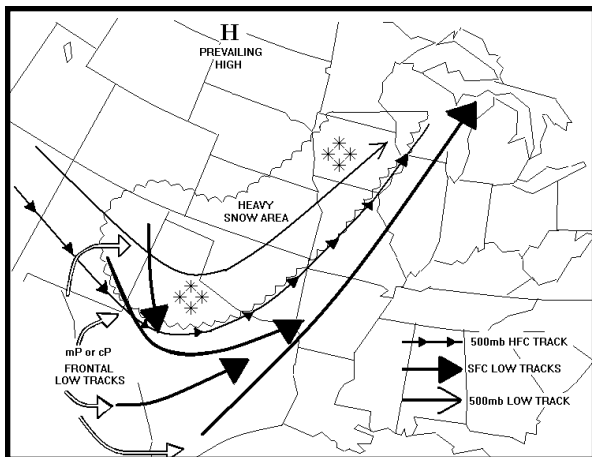 H
PREVAILING
HIGH
HEAVY
SNOW AREA
mP or cP
FRONTAL
LOW TRACKS
500mb HFC TRACK
SFC LOW TRACKS
500mb LOW TRACK